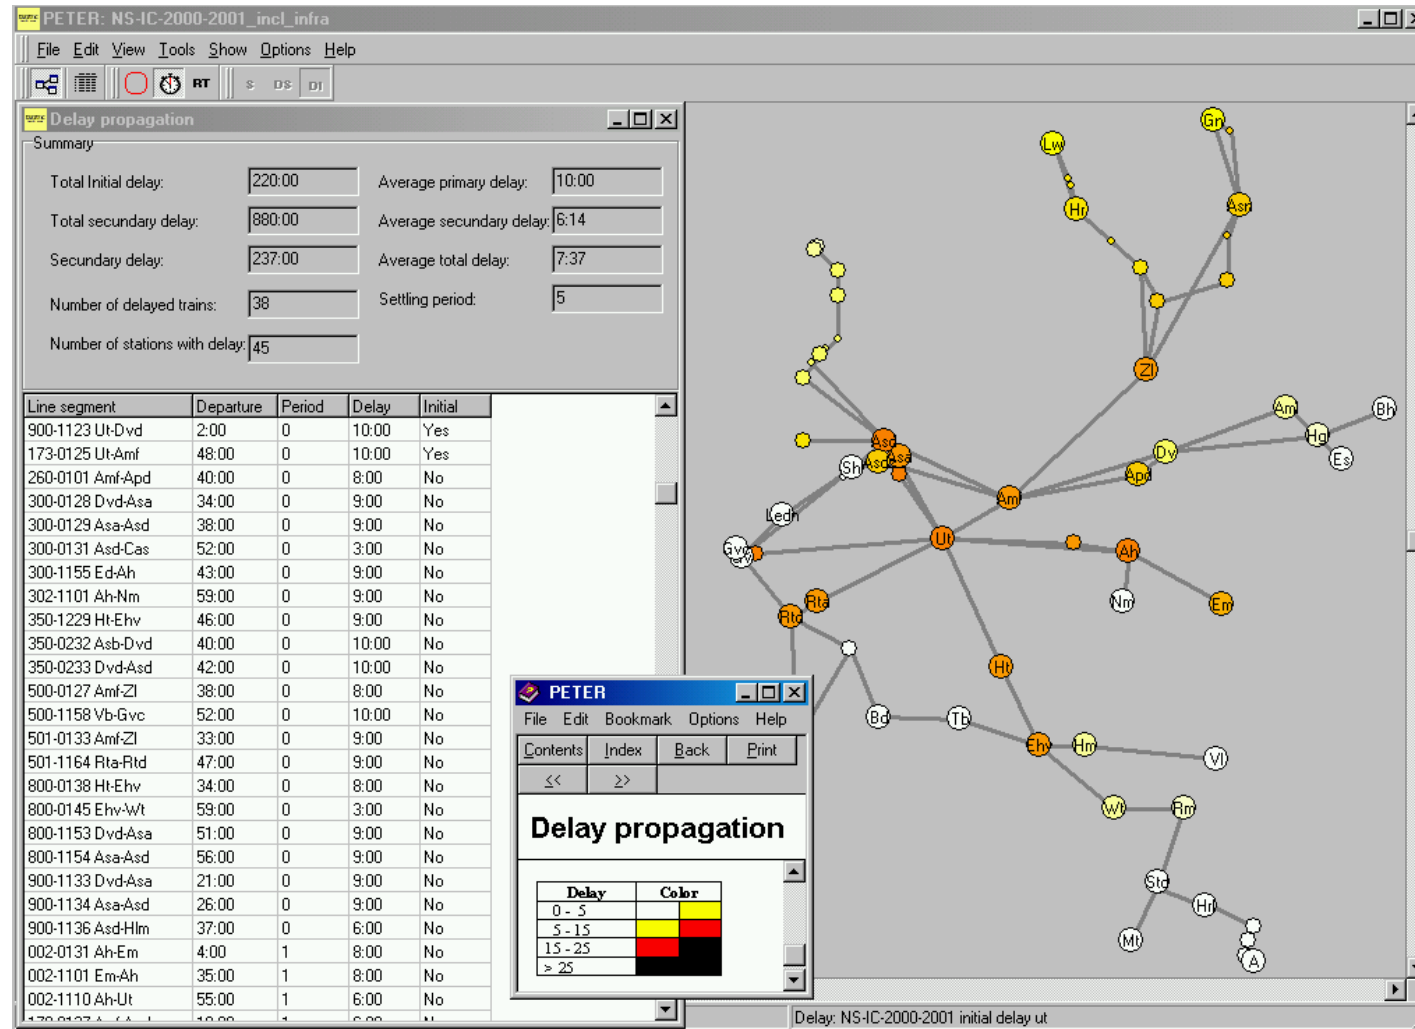 PETER: NS-IC-2000-2001_incl_infra
File Edit View Tools Show Options Help
RT S DS DI
Delay propagation
Summary
Total Initial delay: 220:00 Average primary delay: 10:00
Total secundary delay: 880:00 Average secundary delay: 6:14
Secundary delay: 237:00 Average total delay: 7:37
Number of delayed trains: 38 Settling period: 5
Number of stations with delay: 45
Line segment Departure Period Delay Initial
900-1123 Ut-Dvd 2:00 0 10:00 Yes
173-0125 Ut-Amf 48:00 0 10:00 Yes
260-0101 Amf-Apd 40:00 0 8:00 No
300-0128 Dvd-Asa 34:00 0 9:00 No
300-0129 Asa-Asd 38:00 0 9:00 No
300-0131 Asd-Cas 52:00 0 3:00 No
300-1155 Ed-Ah 43:00 0 9:00 No
302-1101 Ah-Nm 59:00 0 9:00 No
350-1229 Ht-Ehv 46:00 0 9:00 No
350-0232 Asb-Dvd 40:00 0 10:00 No
350-0233 Dvd-Asd 42:00 0 10:00 No
500-0127 Amf-Zl 38:00 0 8:00 No
500-1158 Vb-Gvc 52:00 0 10:00 No
501-0133 Amf-Zl 33:00 0 9:00 No
501-1164 Rta-Rtd 47:00 0 9:00 No
800-0138 Ht-Ehv 34:00 0 8:00 No
800-0145 Ehv-Wt 59:00 0 3:00 No
800-1153 Dvd-Asa 51:00 0 9:00 No
800-1154 Asa-Asd 56:00 0 9:00 No
900-1133 Dvd-Asa 21:00 0 9:00 No
900-1134 Asa-Asd 26:00 0 9:00 No
900-1136 Asd-Hlm 37:00 0 6:00 No
002-0131 Ah-Em 4:00 1 8:00 No
002-1101 Em-Ah 35:00 1 8:00 No
002-1110 Ah-Ut 55:00 1 6:00 No
Gn
Lw
Asn
Hr
Zl
Am
Bh
Hg
Asd
Dv
Es
Asa
Sh
Asdz
Apd
Am
Ledn
Ut
Gvc
Ah
Nm
Em
Rta
Rtd
Ht
Bd
Tb
Ehv
Hm
Vl
Wt
Rm
Std
Hrl
Mt
A
PETER
File Edit Bookmark Options Help
Contents Index Back Print
<< >>
Delay propagation
Delay Color
0 - 5
5 - 15
15 - 25
> 25
Delay: NS-IC-2000-2001 initial delay ut